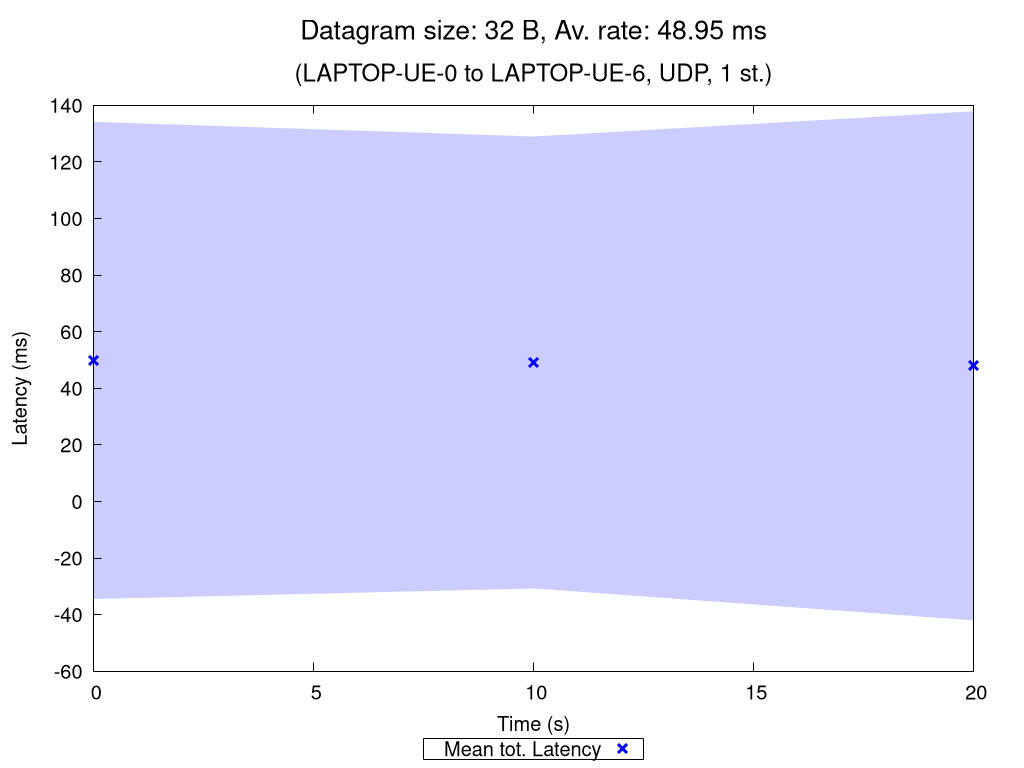 Datagram size: 32 B, Av. rate: 48.95 ms
(LAPTOP-UE-0 to LAPTOP-UE-6, UDP, 1 st.)
140
120
100
80
60
40
20
0
-20
-40
-60
Latency (ms)
0 5 10 15 20
Time (s)
Mean tot. Latency